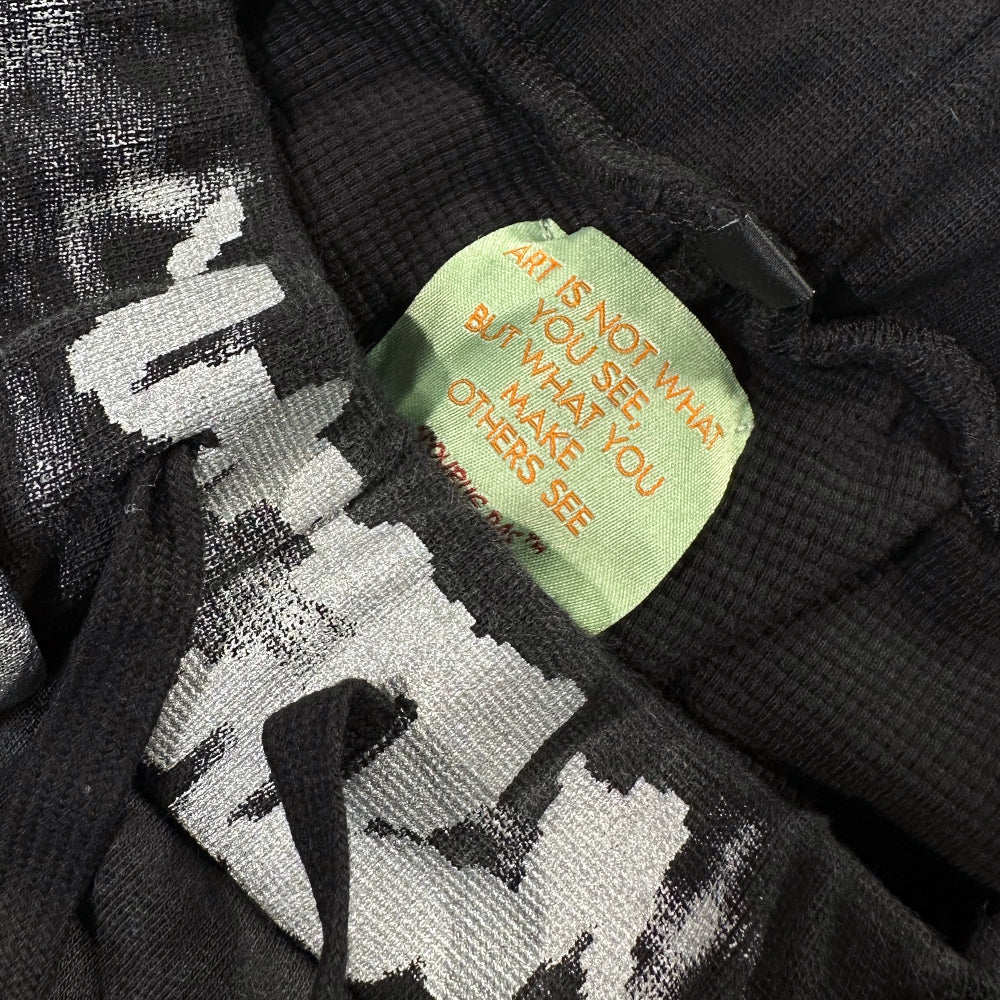 ART IS NOT WHAT
YOU SEE,
BUT WHAT YOU
MAKE
OTHERS SEE